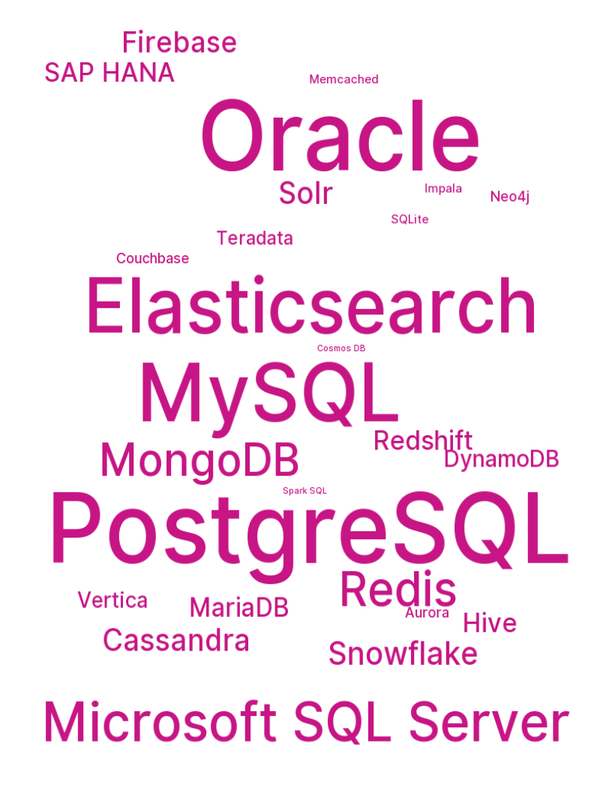 Firebase
SAP HANA
Memcached
Oracle
Solr
Impala
Neo4j
SQLite
Teradata
Couchbase
Elasticsearch
Cosmos DB
MySQL
Redshift
MongoDB
DynamoDB
Spark SQL
PostgreSQL
Redis
Vertica
MariaDB
Aurora
Hive
Cassandra
Snowflake
Microsoft SQL Server